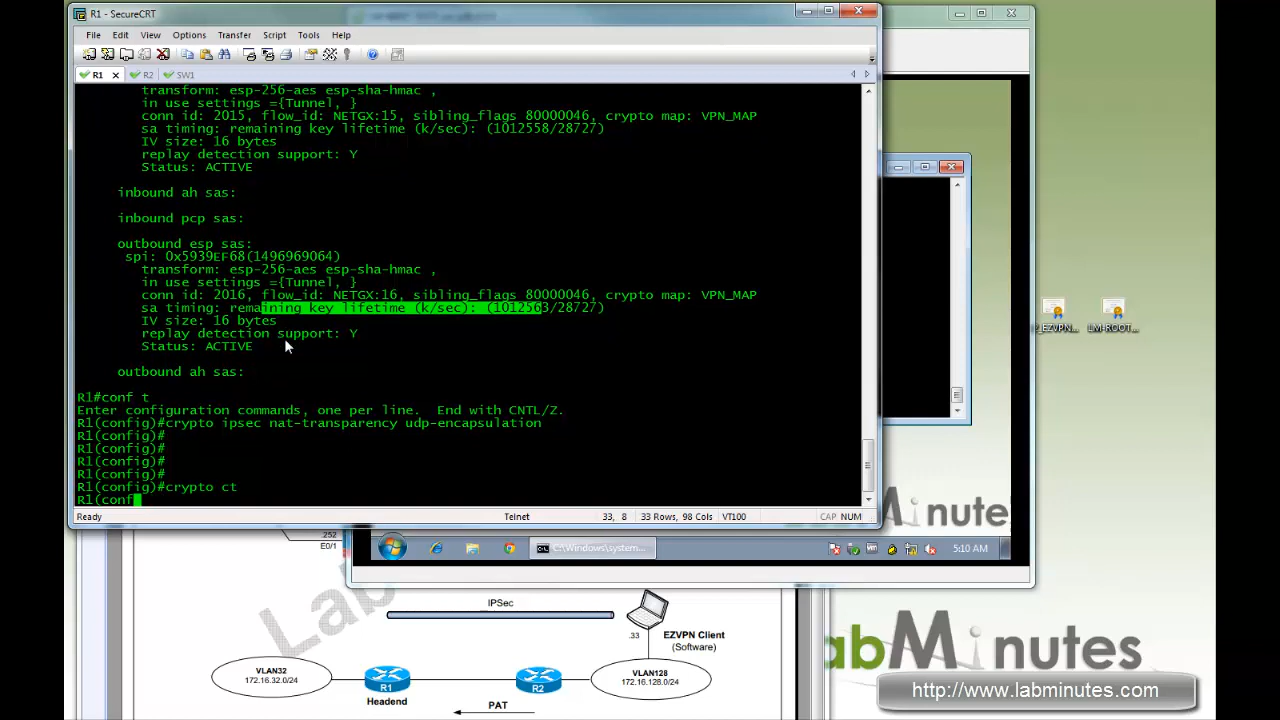 R1 - SecureCRT
File Edit View Options Transfer Script Tools Help
R1 R2 SW1
transform: esp-256-aes esp-sha-hmac ,
in use settings ={Tunnel, }
conn id: 2015, flow_id: NETGX:15, sibling_flags 80000046, crypto map: VPN_MAP
sa timing: remaining key lifetime (k/sec): (1012558/28727)
IV size: 16 bytes
replay detection support: Y
Status: ACTIVE
inbound ah sas:
inbound pcp sas:
outbound esp sas:
spi: 0x5939EF68(1496969064)
transform: esp-256-aes esp-sha-hmac ,
in use settings ={Tunnel, }
conn id: 2016, flow_id: NETGX:16, sibling_flags 80000046, crypto map: VPN_MAP
sa timing: remaining key lifetime (k/sec): (1012563/28727)
IV size: 16 bytes
replay detection support: Y
Status: ACTIVE
outbound ah sas:
R1#conf t
Enter configuration commands, one per line. End with CNTL/Z.
R1(config)#crypto ipsec nat-transparency udp-encapsulation
R1(config)#
R1(config)#
R1(config)#
R1(config)#
R1(config)#crypto ct
R1(conf
Ready Telnet 33, 8 33 Rows, 98 Cols VT100 CAP NUM
_EZVPN... LM-ROOT...
C:\Windows\system... 5:10 AM
.252
E0/1
IPSec
.33
EZVPN Client
(Software)
VLAN32
172.16.32.0/24
R1
Headend
R2
VLAN128
172.16.128.0/24
PAT
abMinutes
http://www.labminutes.com